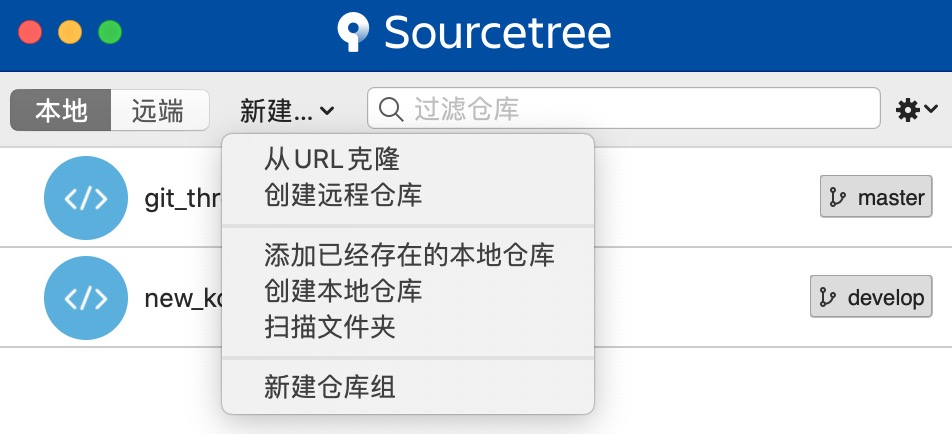 Sourcetree
本地 远端 新建... 过滤仓库
从URL克隆
创建远程仓库
master
添加已经存在的本地仓库
创建本地仓库
develop
扫描文件夹
新建仓库组